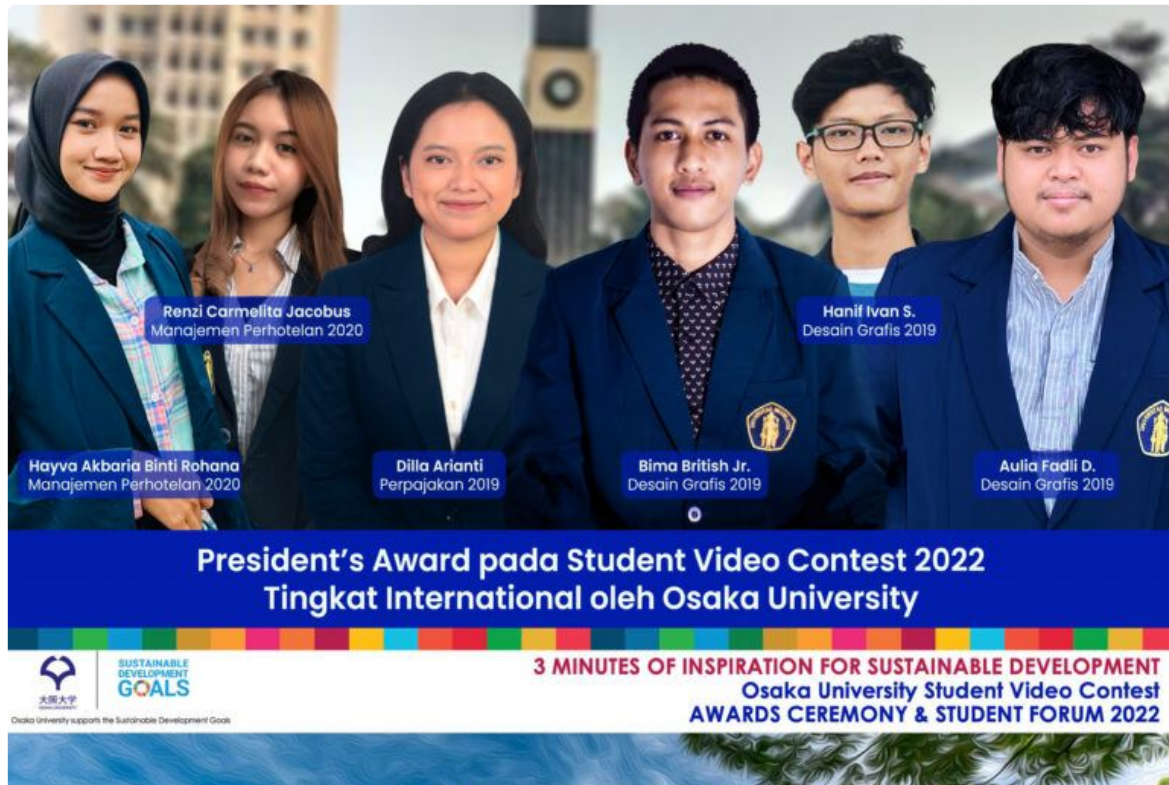 Renzi Carmelita Jacobus
Manajemen Perhotelan 2020
Hanif Ivan S.
Desain Grafis 2019
Hayva Akbaria Binti Rohana
Manajemen Perhotelan 2020
Dilla Arianti
Perpajakan 2019
Bima British Jr.
Desain Grafis 2019
Aulia Fadli D.
Desain Grafis 2019
President's Award pada Student Video Contest 2022
Tingkat International oleh Osaka University
大阪大学
OSAKA UNIVERSITY
SUSTAINABLE
DEVELOPMENT
GOALS
Osaka University supports the Sustainable Development Goals
3 MINUTES OF INSPIRATION FOR SUSTAINABLE DEVELOPMENT
Osaka University Student Video Contest
AWARDS CEREMONY & STUDENT FORUM 2022